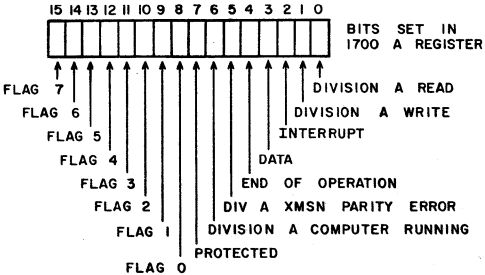 15 14 13 12 11 10 9 8 7 6 5 4 3 2 1 0
BITS SET IN
1700 A REGISTER
FLAG 7
DIVISION A READ
FLAG 6
DIVISION A WRITE
FLAG 5
INTERRUPT
FLAG 4
DATA
FLAG 3
END OF OPERATION
FLAG 2
DIV A XMSN PARITY ERROR
FLAG 1
DIVISION A COMPUTER RUNNING
PROTECTED
FLAG 0